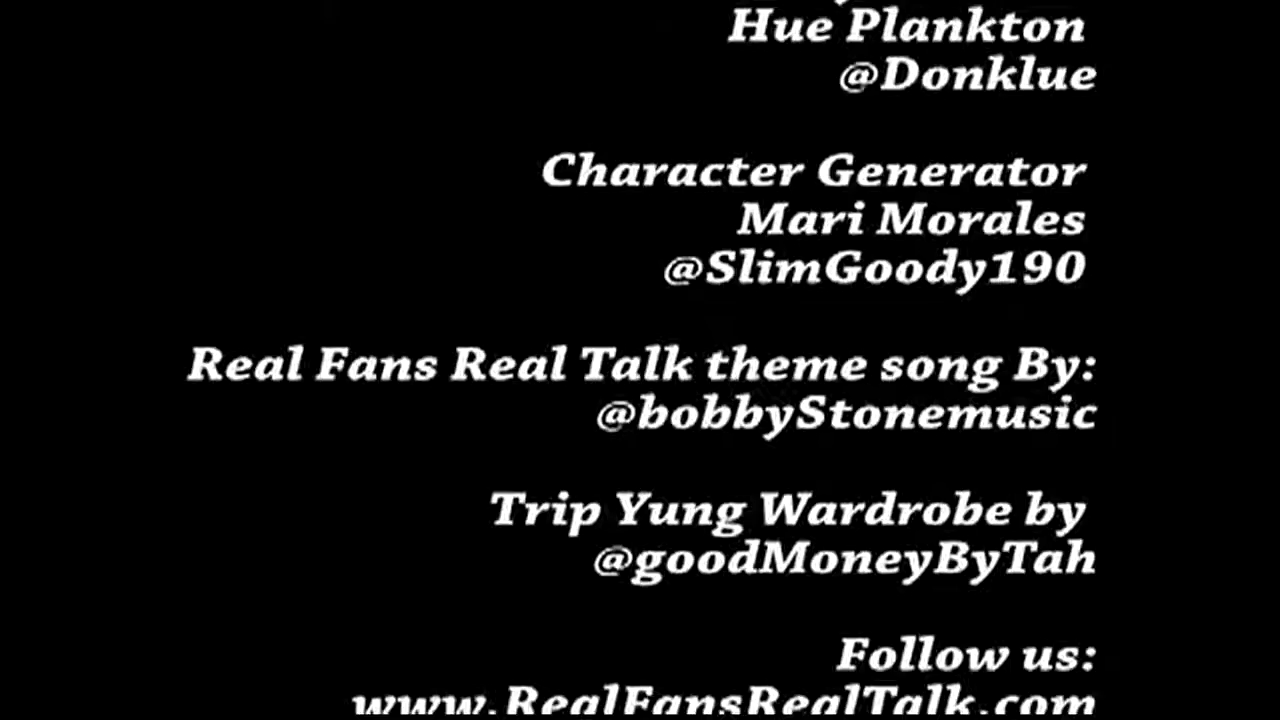 Hue Plankton
@Donklue
Character Generator
Mari Morales
@SlimGoody190
Real Fans Real Talk theme song By:
@bobbyStonemusic
Trip Yung Wardrobe by
@goodMoneyByTah
Follow us:
www.RealFansRealTalk.com